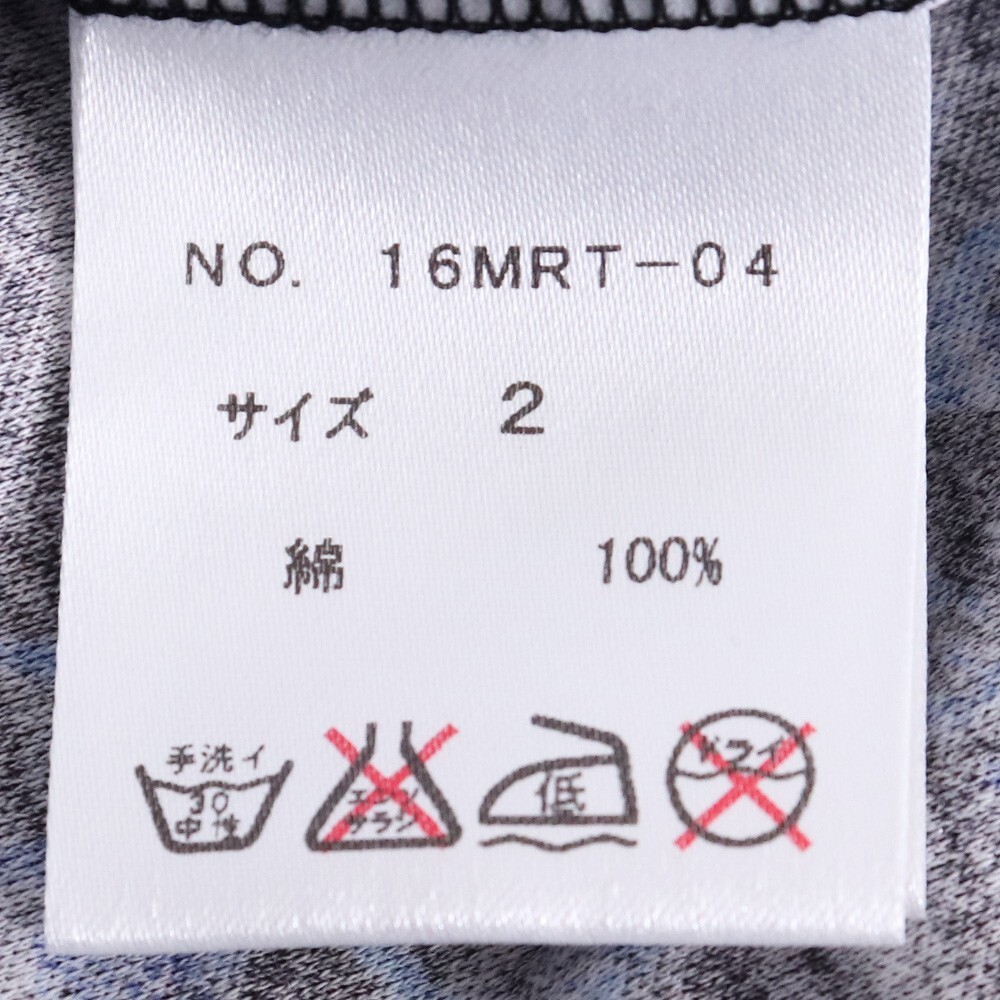 NO. 16MRT-04
サイズ 2
綿 100%
手洗イ
30
中性
エンソ
サラシ
低
ドライ